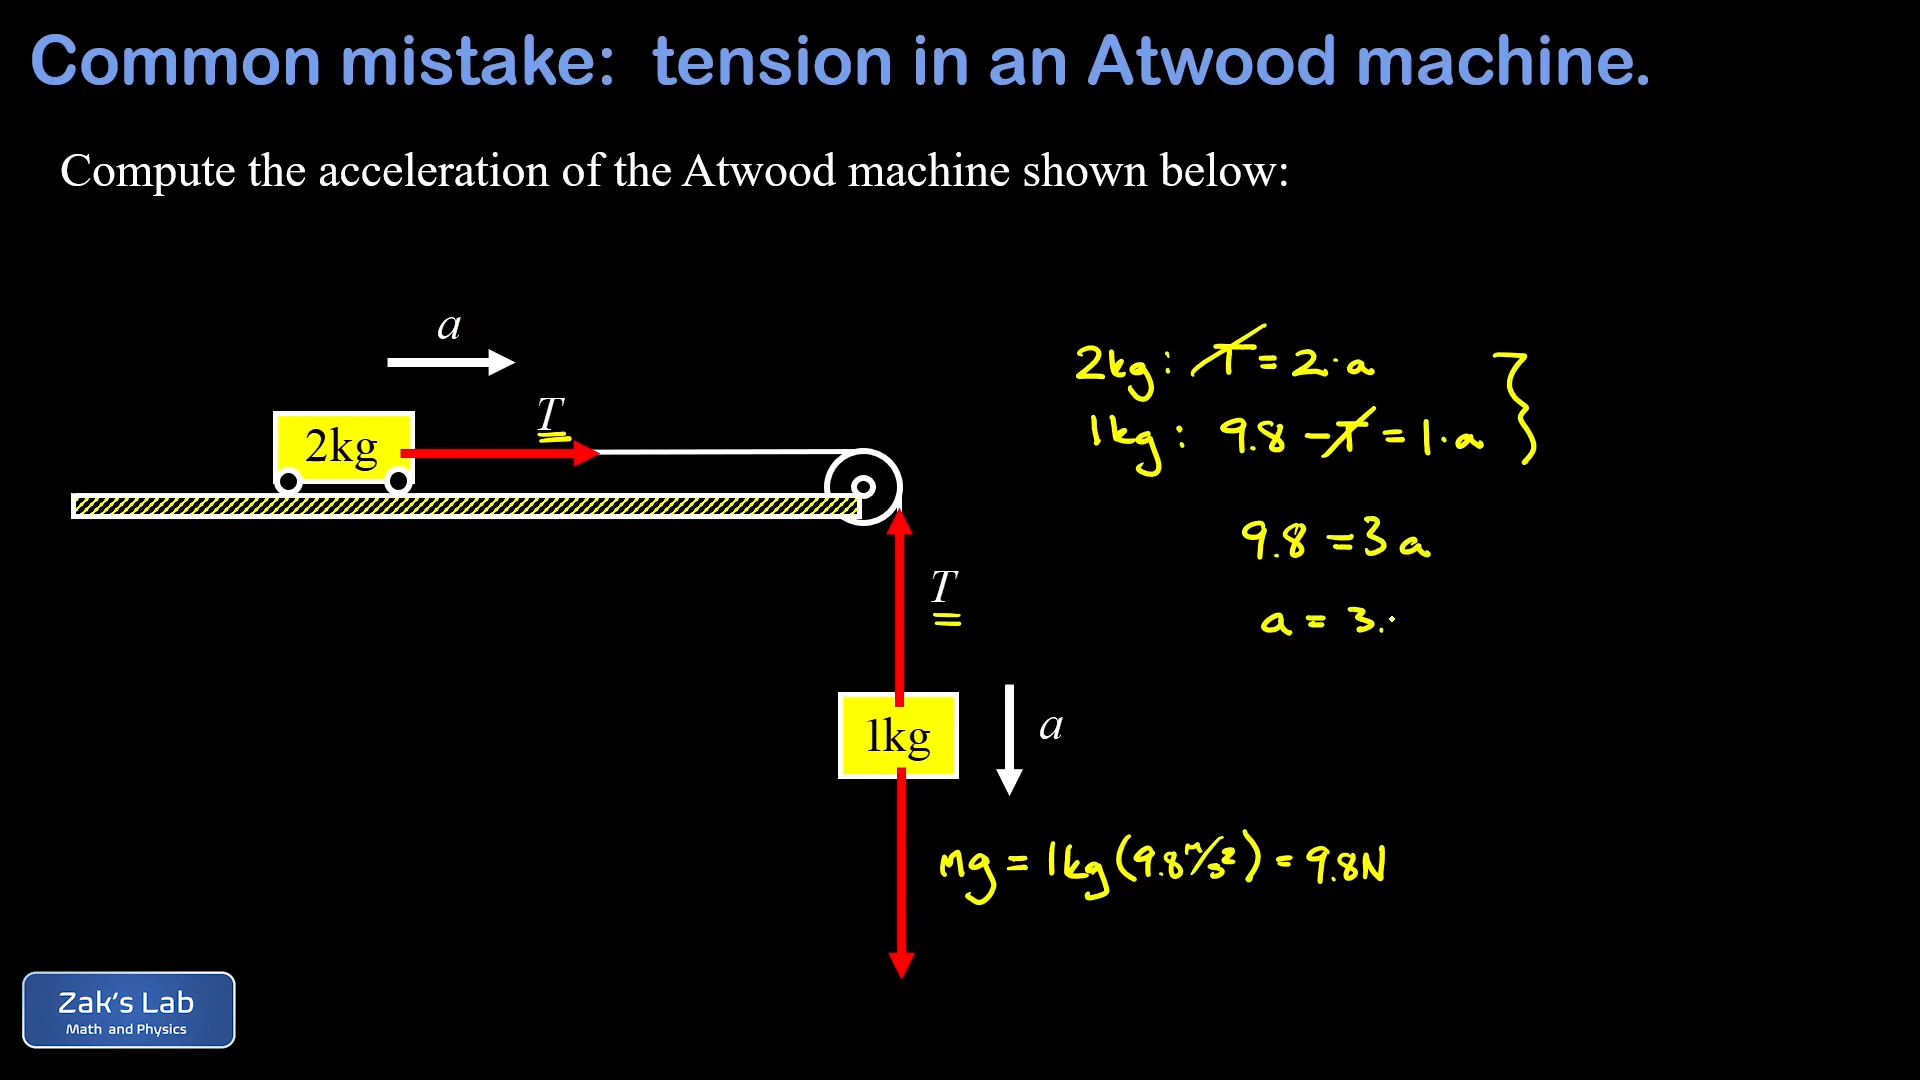 Common mistake: tension in an Atwood machine.
Compute the acceleration of the Atwood machine shown below:
a
T
2kg
2kg: T = 2·a
1kg: 9.8 - T = 1·a
9.8 = 3a
a = 3.
T
1kg
a
mg = 1kg (9.8 m/s²) = 9.8N
Zak's Lab
Math and Physics